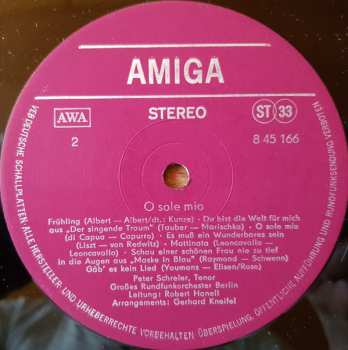 AMIGA
AWA
STEREO
ST 33
2
8 45 166
O sole mio
Frühling (Albert — Albert/dt.: Kunze) · Du bist die Welt für mich
aus „Der singende Traum" (Tauber — Marischka) · O sole mio
(di Capua — Capurro) · Es muß ein Wunderbares sein
(Liszt — von Redwitz) · Mattinata (Leoncavallo —
Leoncavallo) · Schau einer schönen Frau nie zu tief
in die Augen aus „Maske in Blau" (Raymond — Schwenn)
Gäb' es kein Lied (Youmans — Elisen/Rose)
Peter Schreier, Tenor
Großes Rundfunkorchester Berlin
Leitung: Robert Hanell
Arrangements: Gerhard Kneifel
VEB DEUTSCHE SCHALLPLATTEN ALLE HERSTELLER- UND URHEBERRECHTE VORBEHALTEN ÜBERSPIELUNG, ÖFFENTLICHE AUFFÜHRUNG UND RUNDFUNKSENDUNG VERBOTEN